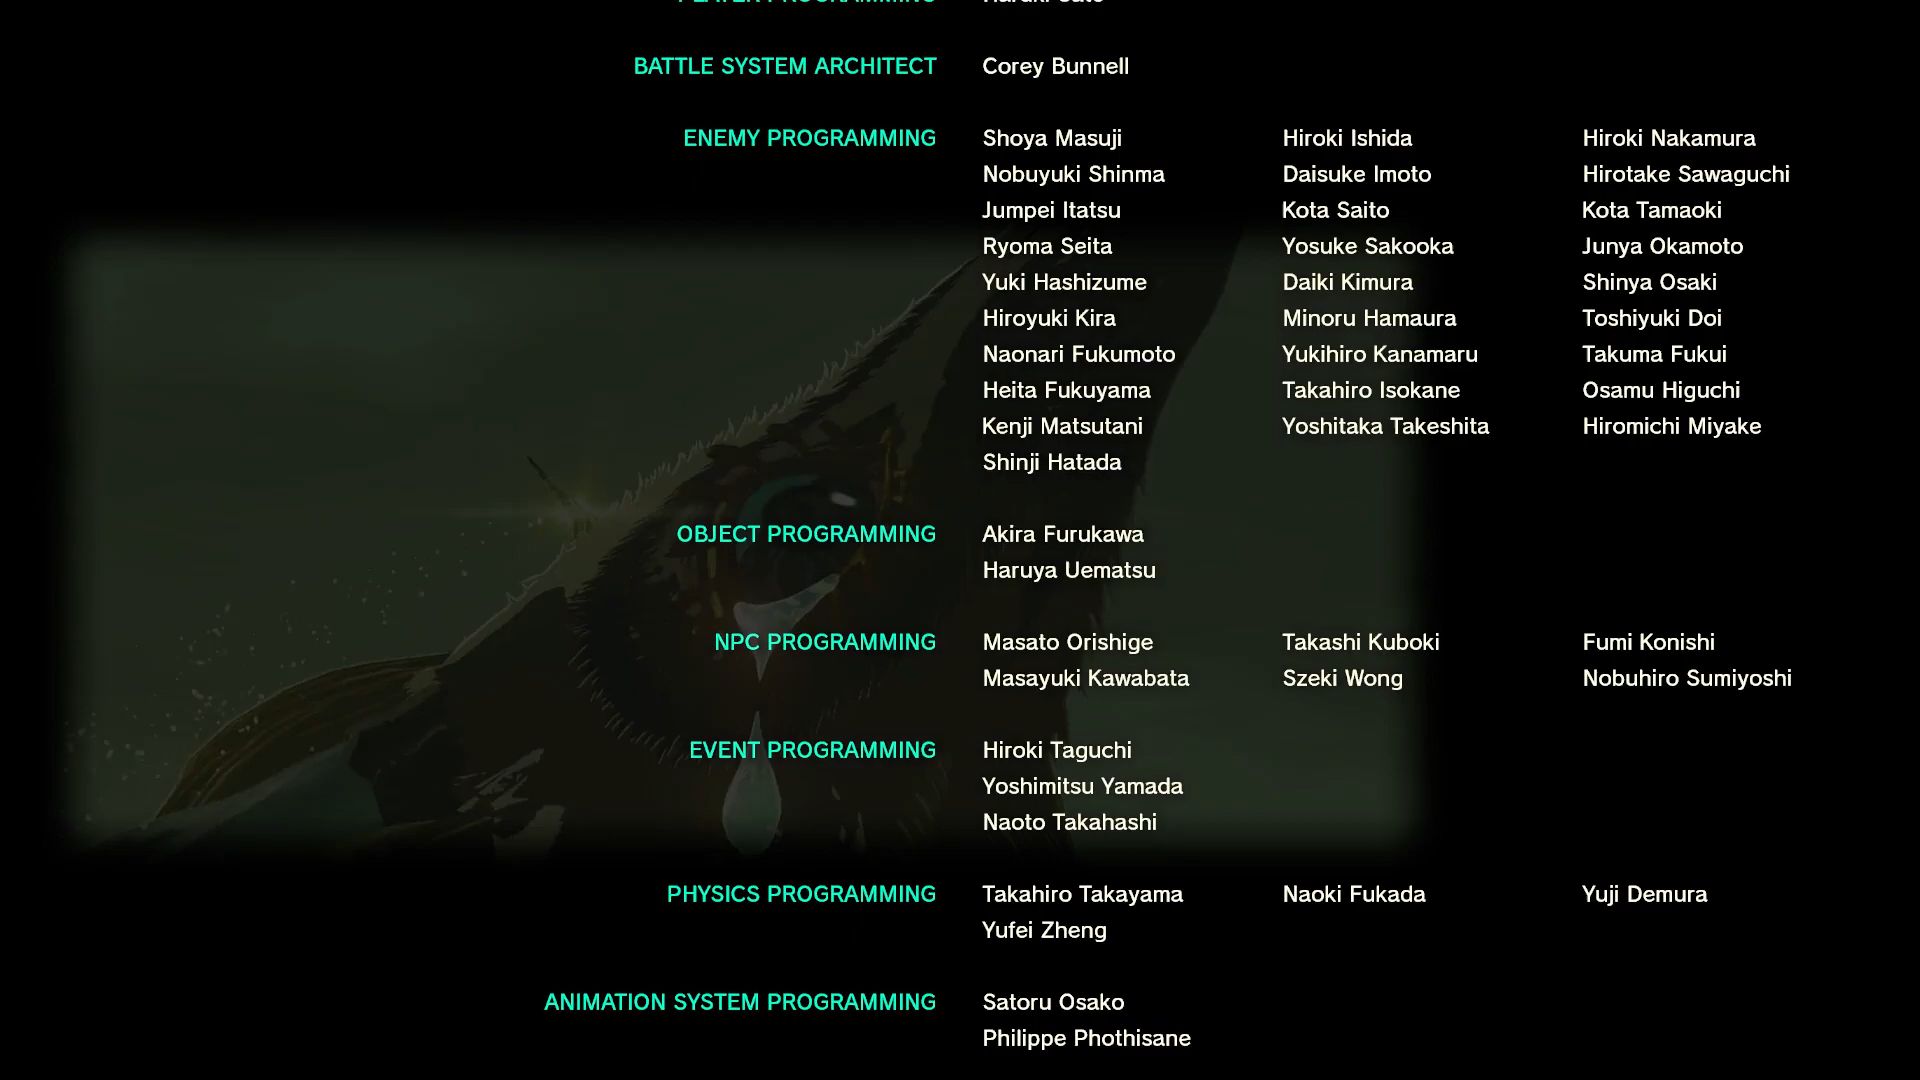 BATTLE SYSTEM ARCHITECT Corey Bunnell
ENEMY PROGRAMMING Shoya Masuji Hiroki Ishida Hiroki Nakamura
Nobuyuki Shinma Daisuke Imoto Hirotake Sawaguchi
Jumpei Itatsu Kota Saito Kota Tamaoki
Ryoma Seita Yosuke Sakooka Junya Okamoto
Yuki Hashizume Daiki Kimura Shinya Osaki
Hiroyuki Kira Minoru Hamaura Toshiyuki Doi
Naonari Fukumoto Yukihiro Kanamaru Takuma Fukui
Heita Fukuyama Takahiro Isokane Osamu Higuchi
Kenji Matsutani Yoshitaka Takeshita Hiromichi Miyake
Shinji Hatada
OBJECT PROGRAMMING Akira Furukawa
Haruya Uematsu
NPC PROGRAMMING Masato Orishige Takashi Kuboki Fumi Konishi
Masayuki Kawabata Szeki Wong Nobuhiro Sumiyoshi
EVENT PROGRAMMING Hiroki Taguchi
Yoshimitsu Yamada
Naoto Takahashi
PHYSICS PROGRAMMING Takahiro Takayama Naoki Fukada Yuji Demura
Yufei Zheng
ANIMATION SYSTEM PROGRAMMING Satoru Osako
Philippe Phothisane